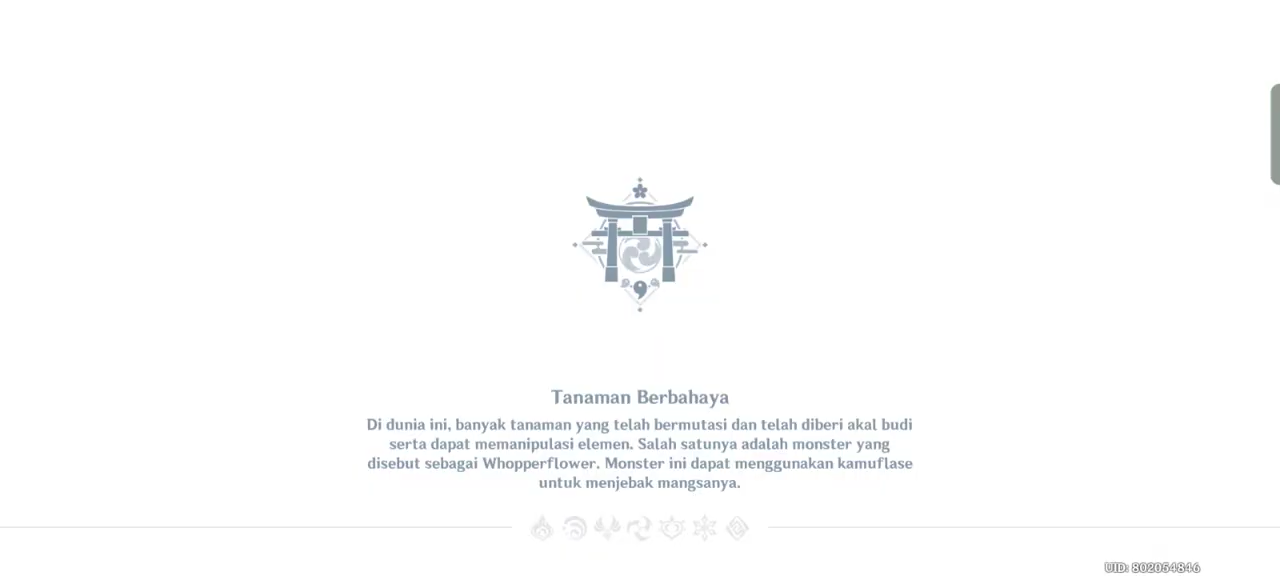 Tanaman Berbahaya
Di dunia ini, banyak tanaman yang telah bermutasi dan telah diberi akal budi
serta dapat memanipulasi elemen. Salah satunya adalah monster yang
disebut sebagai Whopperflower. Monster ini dapat menggunakan kamuflase
untuk menjebak mangsanya.
UID: 802054846